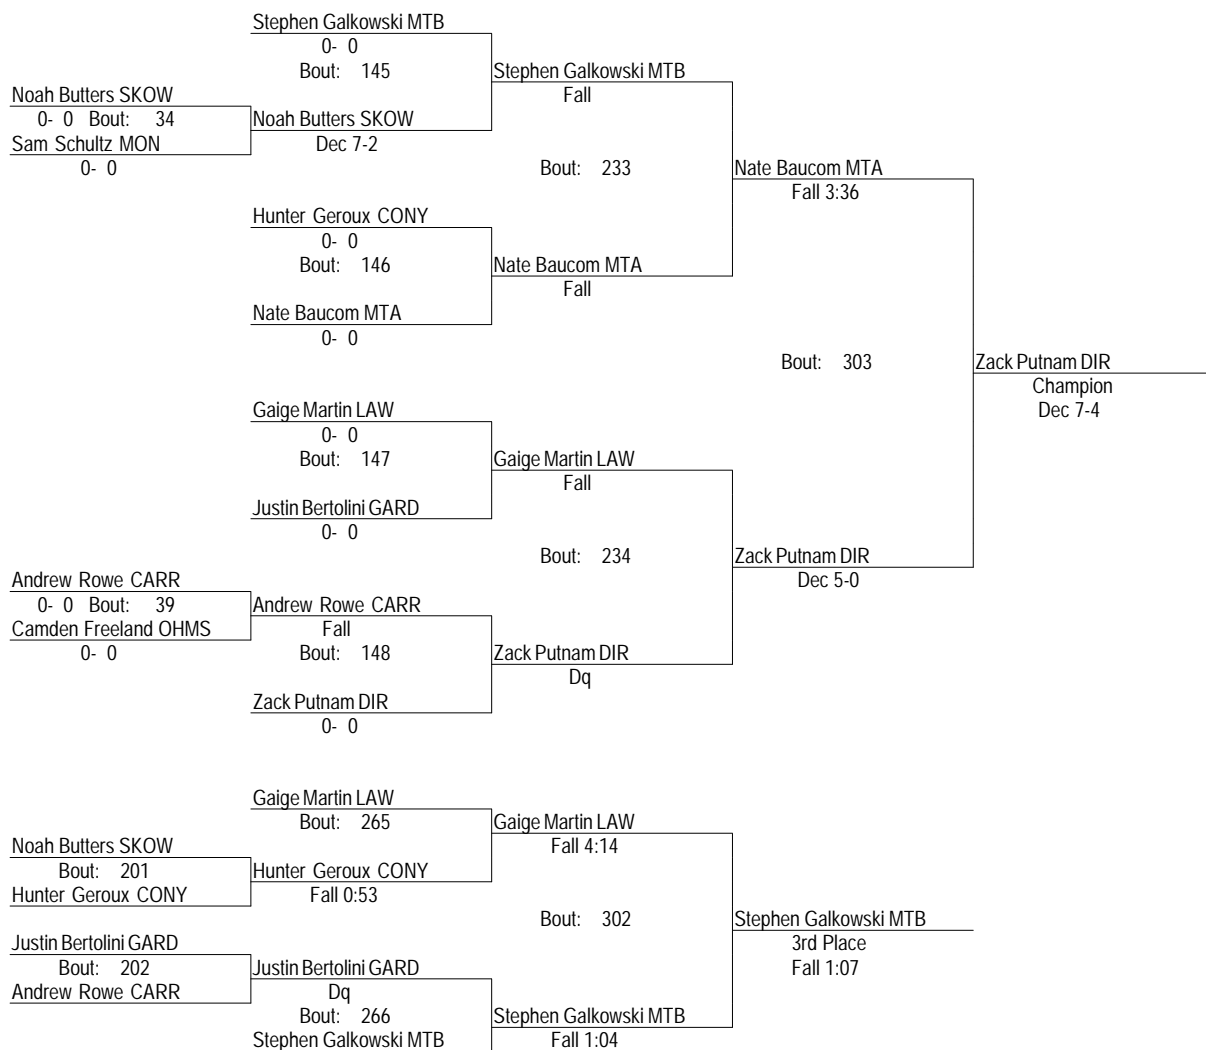 Stephen Galkowski MTB
0- 0
Bout: 145
Stephen Galkowski MTB
Fall
Noah Butters SKOW
0- 0 Bout: 34
Noah Butters SKOW
Dec 7-2
Sam Schultz MON
0- 0
Bout: 233
Nate Baucom MTA
Fall 3:36
Hunter Geroux CONY
0- 0
Bout: 146
Nate Baucom MTA
Fall
Nate Baucom MTA
0- 0
Bout: 303
Zack Putnam DIR
Champion
Dec 7-4
Gaige Martin LAW
0- 0
Bout: 147
Gaige Martin LAW
Fall
Justin Bertolini GARD
0- 0
Bout: 234
Zack Putnam DIR
Dec 5-0
Andrew Rowe CARR
0- 0 Bout: 39
Andrew Rowe CARR
Fall
Camden Freeland OHMS
0- 0
Bout: 148
Zack Putnam DIR
Dq
Zack Putnam DIR
0- 0
Gaige Martin LAW
Bout: 265
Gaige Martin LAW
Fall 4:14
Noah Butters SKOW
Bout: 201
Hunter Geroux CONY
Fall 0:53
Hunter Geroux CONY
Bout: 302
Stephen Galkowski MTB
3rd Place
Fall 1:07
Justin Bertolini GARD
Bout: 202
Justin Bertolini GARD
Dq
Andrew Rowe CARR
Bout: 266
Stephen Galkowski MTB
Fall 1:04
Stephen Galkowski MTB